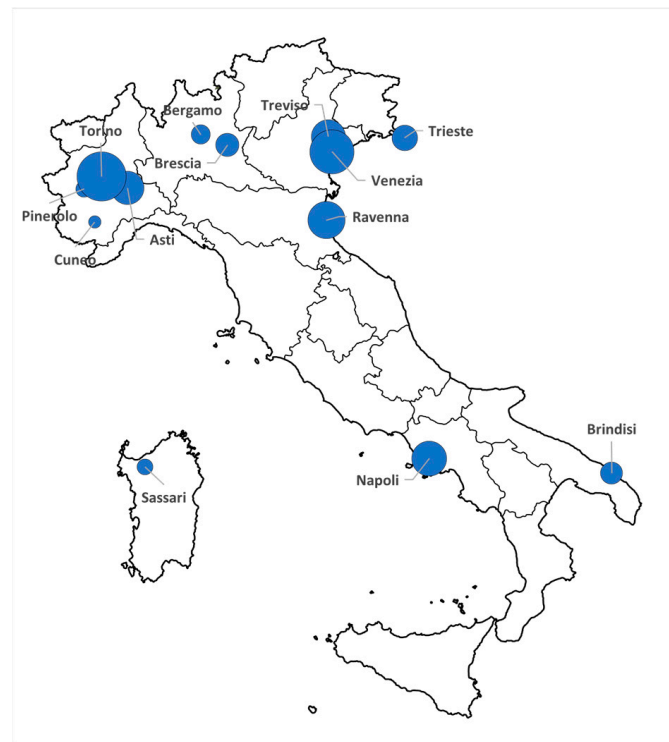 Treviso
Bergamo
Torino
Trieste
Brescia
Venezia
Pinerolo
Ravenna
Asti
Cuneo
Brindisi
Napoli
Sassari